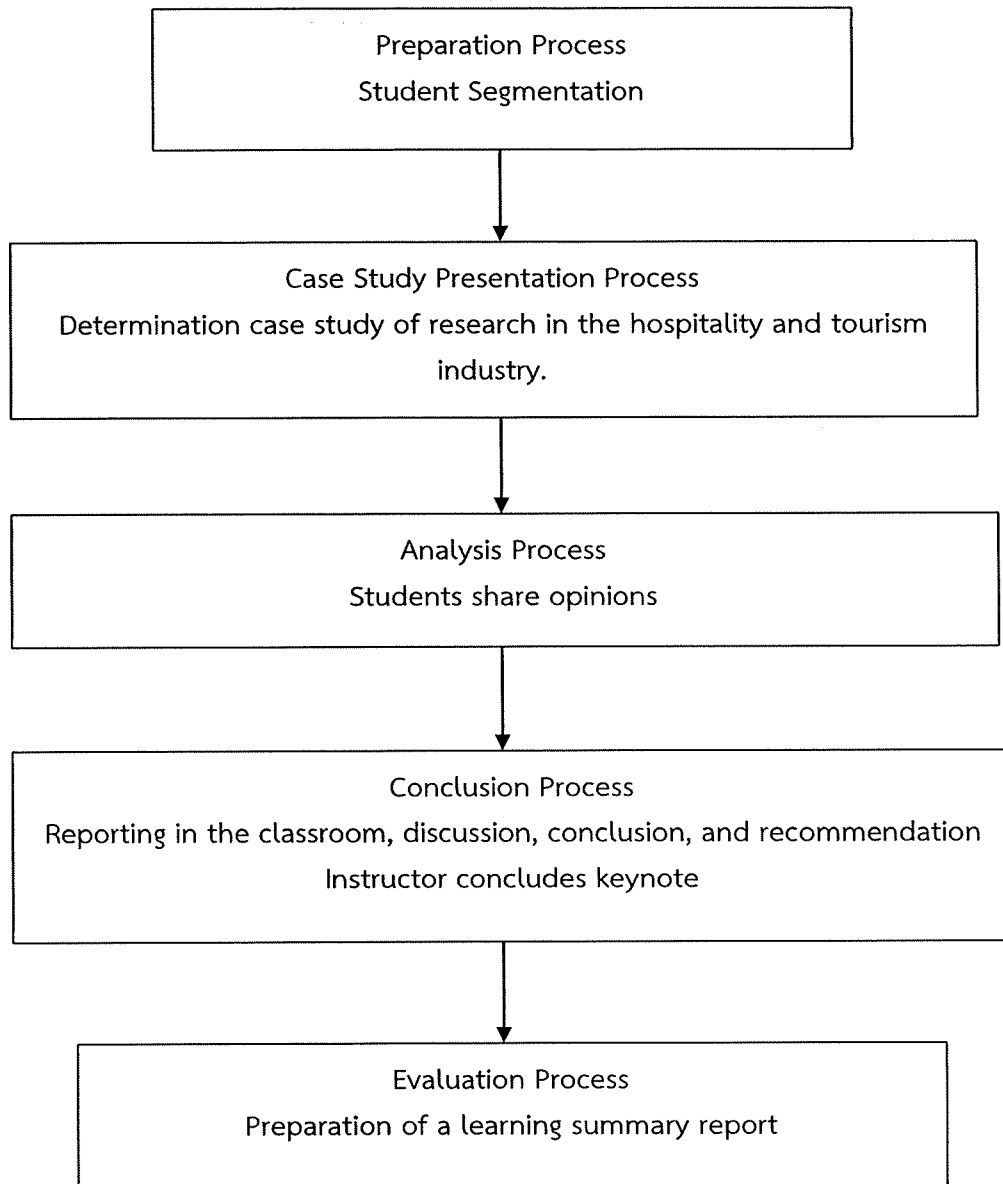 Preparation Process
Student Segmentation
Case Study Presentation Process
Determination case study of research in the hospitality and tourism
industry.
Analysis Process
Students share opinions
Conclusion Process
Reporting in the classroom, discussion, conclusion, and recommendation
Instructor concludes keynote
Evaluation Process
Preparation of a learning summary report